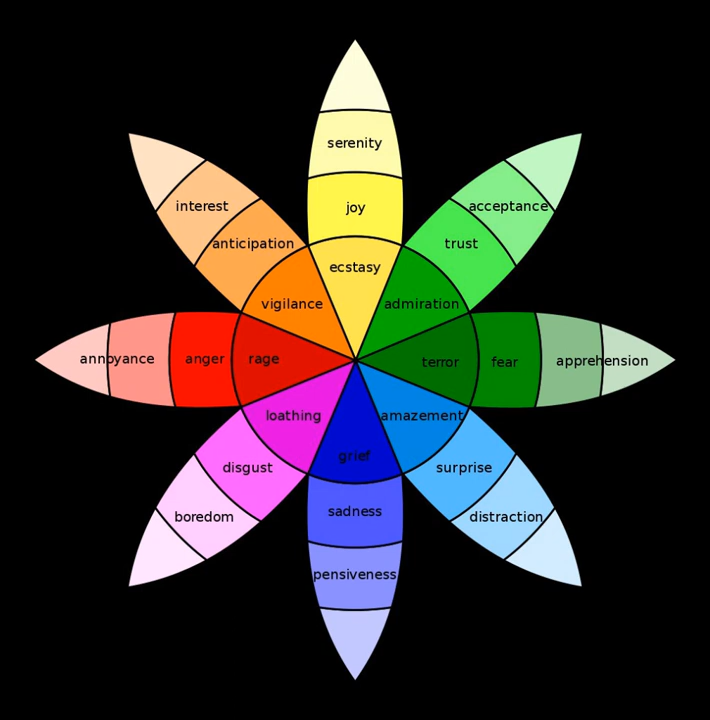 serenity
joy
ecstasy
interest
anticipation
vigilance
acceptance
trust
admiration
annoyance
anger
rage
terror
fear
apprehension
loathing
disgust
boredom
grief
sadness
pensiveness
amazement
surprise
distraction